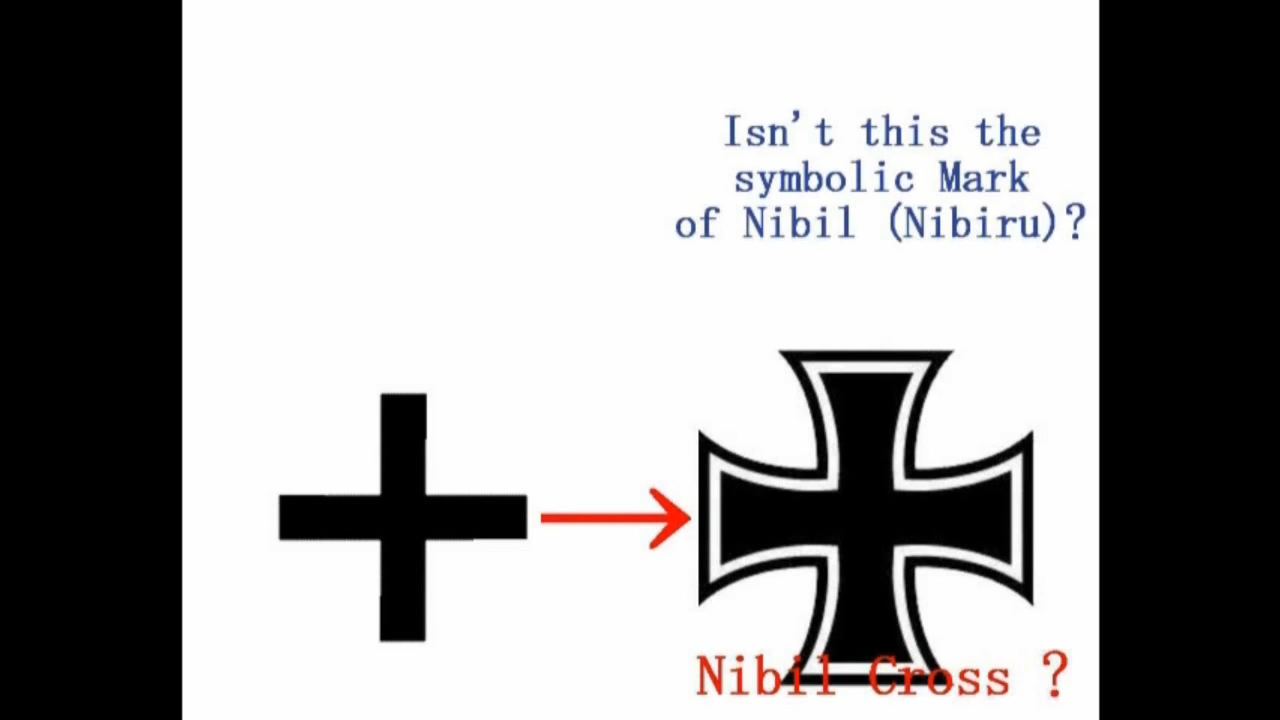 Isn't this the
symbolic Mark
of Nibil (Nibiru)?
Nibil Cross ?